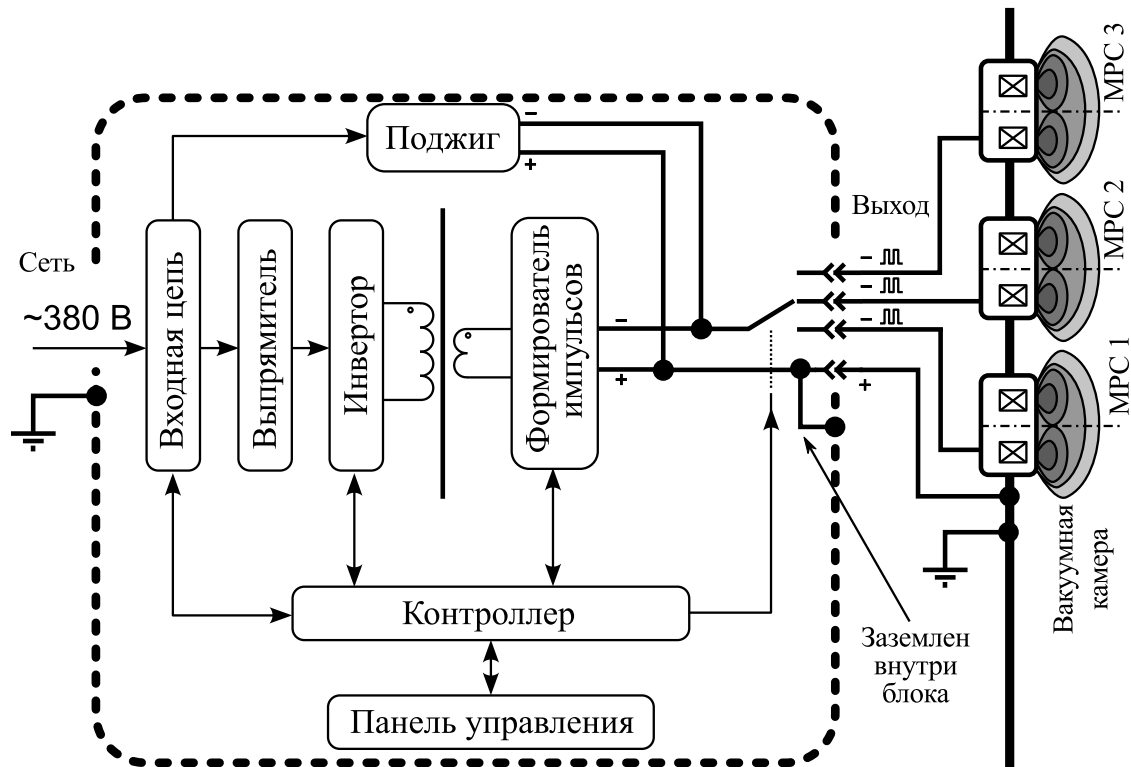 Поджиг
−
+
МРС 3
Выход
МРС 2
Сеть
~380 В
Входная цепь
Выпрямитель
Инвертор
Формирователь
импульсов
−
+
−
−
−
+
МРС 1
Вакуумная
камера
Контроллер
Заземлен
внутри
блока
Панель управления